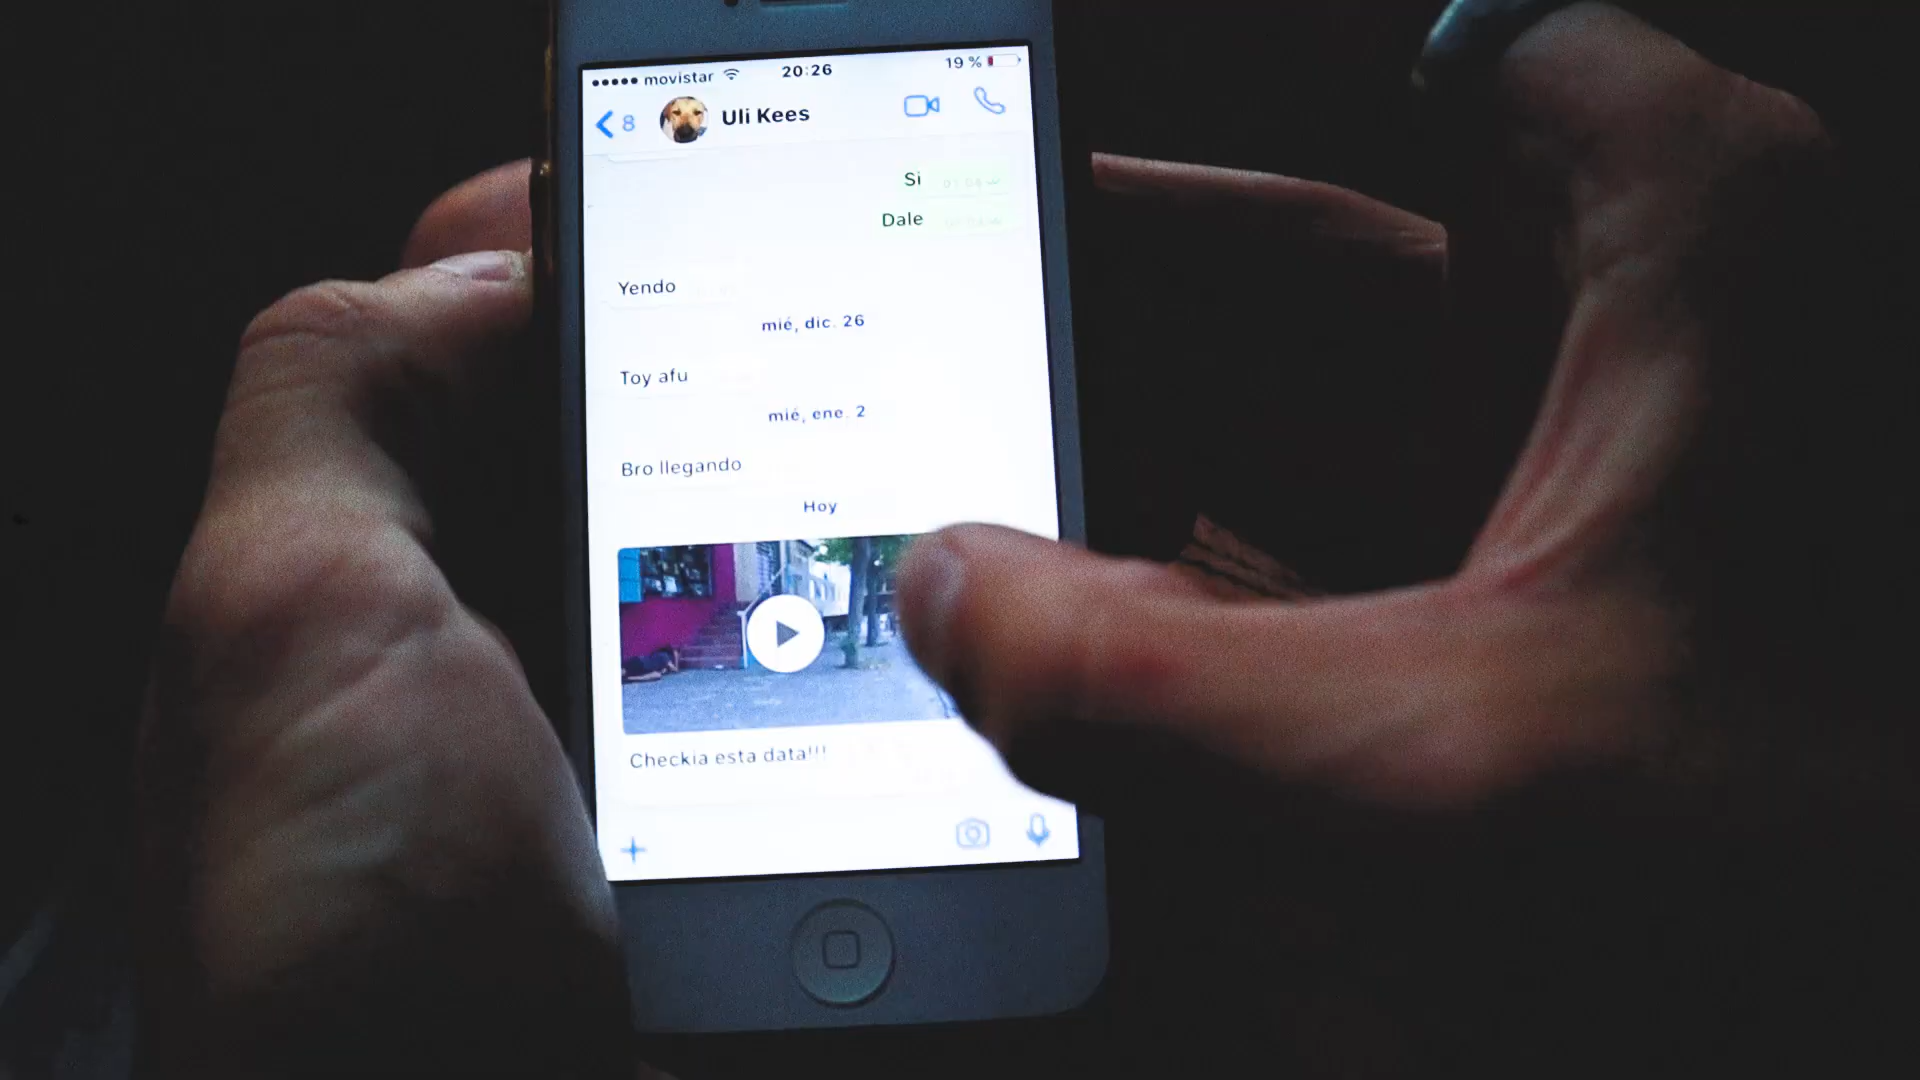 movistar 20:26 19 %
8 Uli Kees
Si
Dale
Yendo
mié, dic. 26
Toy afu
mié, ene. 2
Bro llegando
Hoy
Checkia esta data!!!